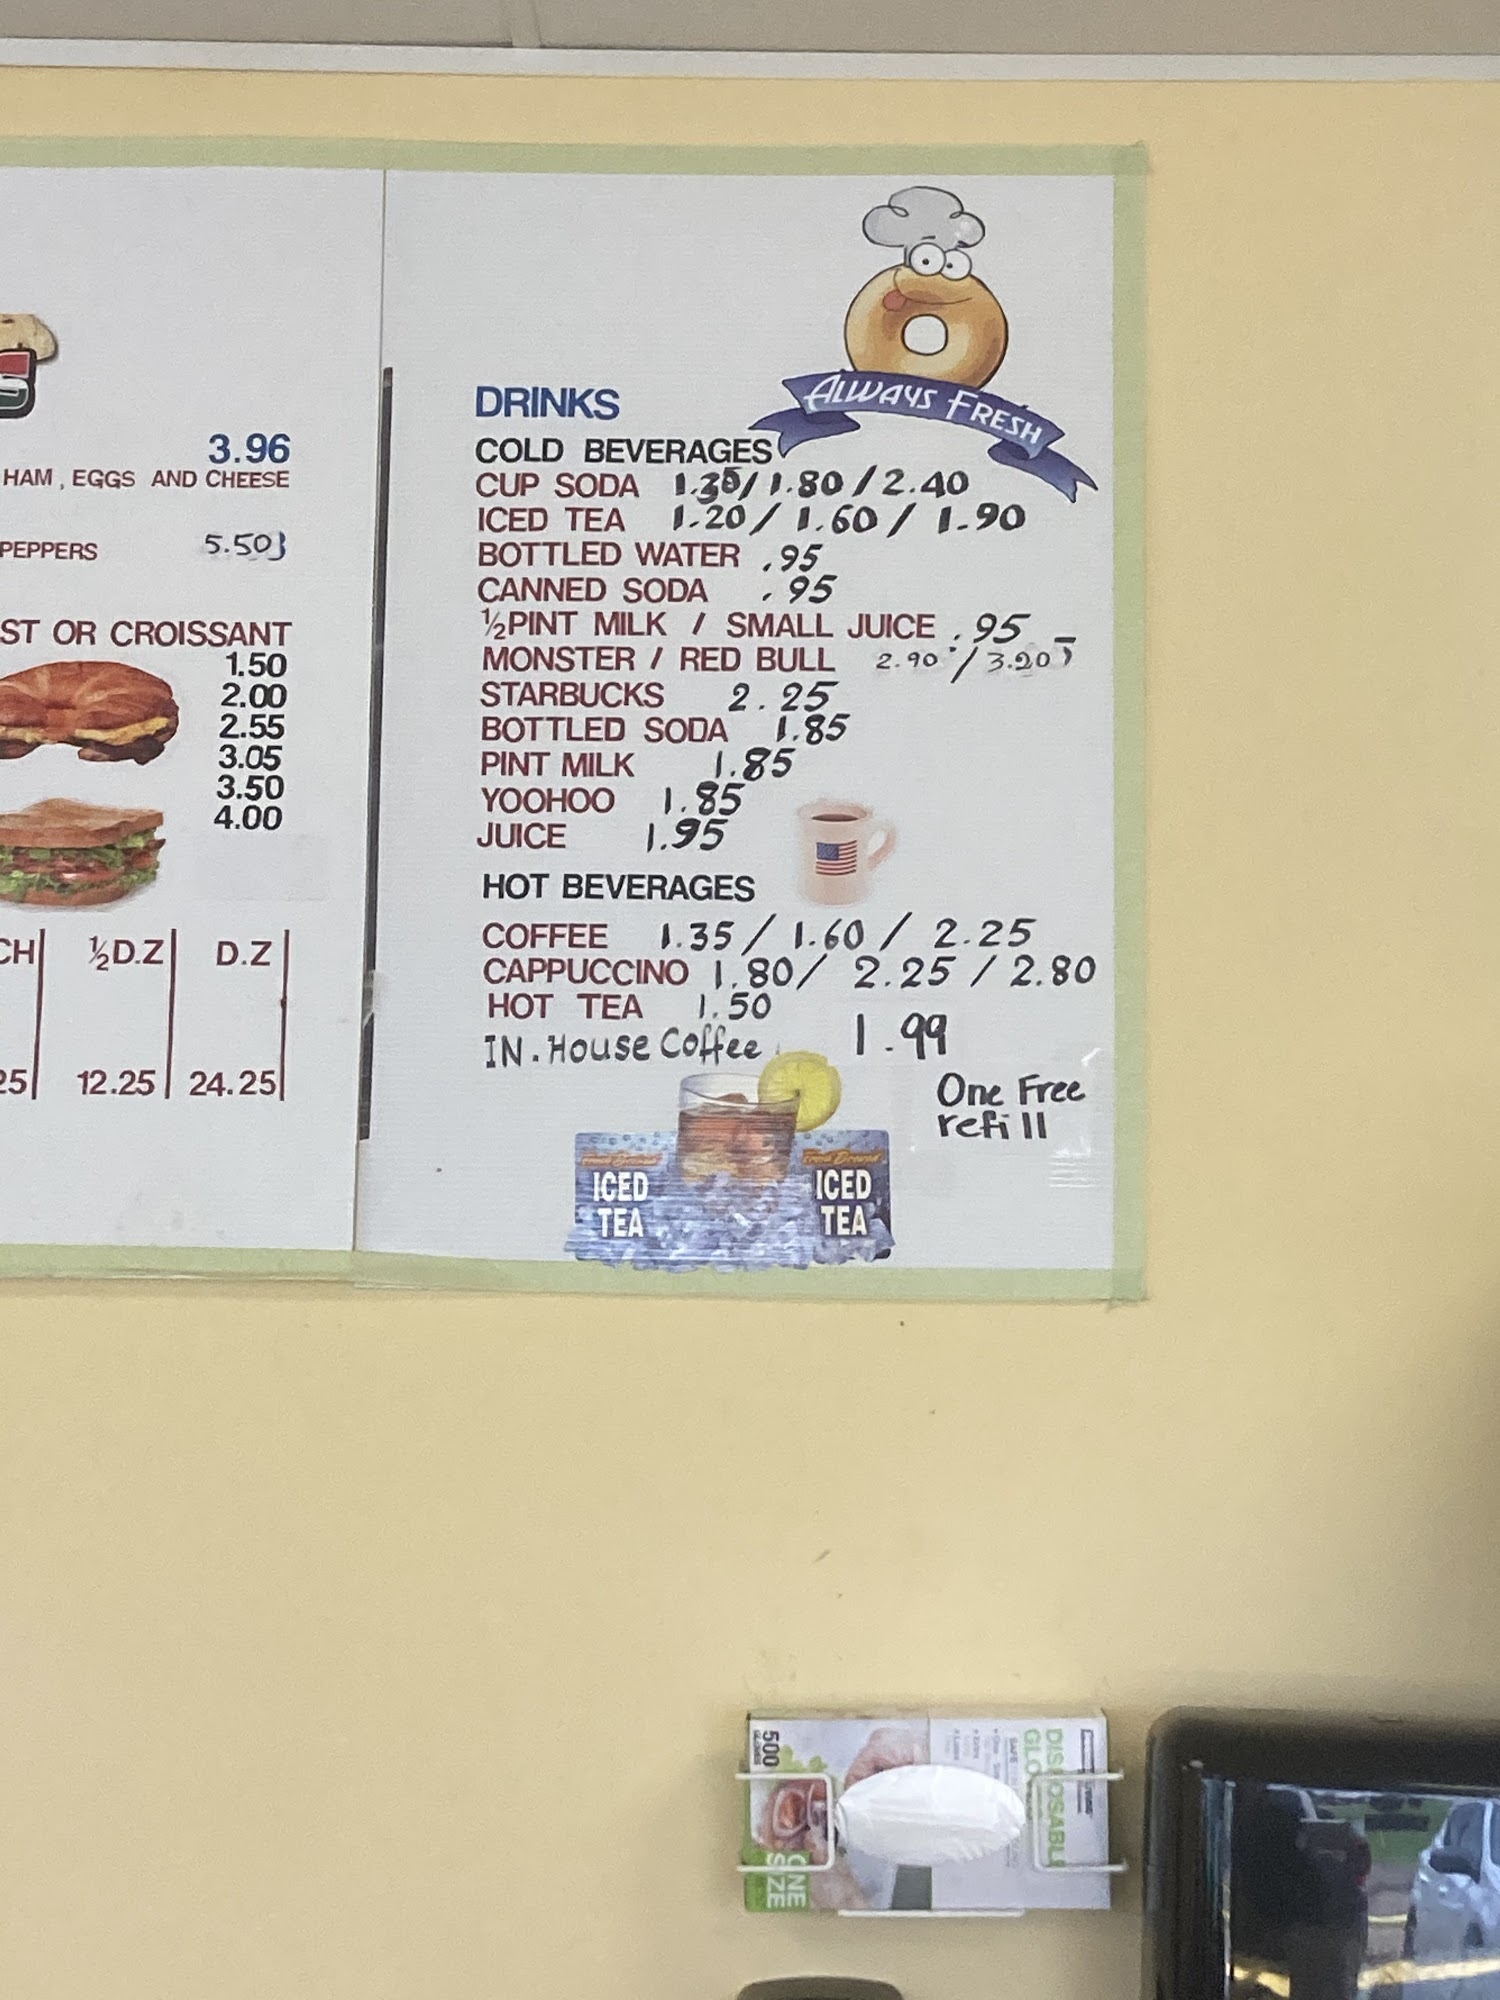 3.96
HAM, EGGS AND CHEESE
PEPPERS 5.50
ST OR CROISSANT
1.50
2.00
2.55
3.05
3.50
4.00
CH ½D.Z D.Z
25 12.25 24.25
ALWAYS FRESH
DRINKS
COLD BEVERAGES
CUP SODA 1.35/1.80/2.40
ICED TEA 1.20/1.60/1.90
BOTTLED WATER .95
CANNED SODA .95
½PINT MILK / SMALL JUICE .95
MONSTER / RED BULL 2.90/3.20
STARBUCKS 2.25
BOTTLED SODA 1.85
PINT MILK 1.85
YOOHOO 1.85
JUICE 1.95
HOT BEVERAGES
COFFEE 1.35/1.60/2.25
CAPPUCCINO 1.80/2.25/2.80
HOT TEA 1.50
IN.House Coffee 1.99
One Free
refill
Fresh Brewed
ICED
TEA
Fresh Brewed
ICED
TEA
500
ONE
SIZE